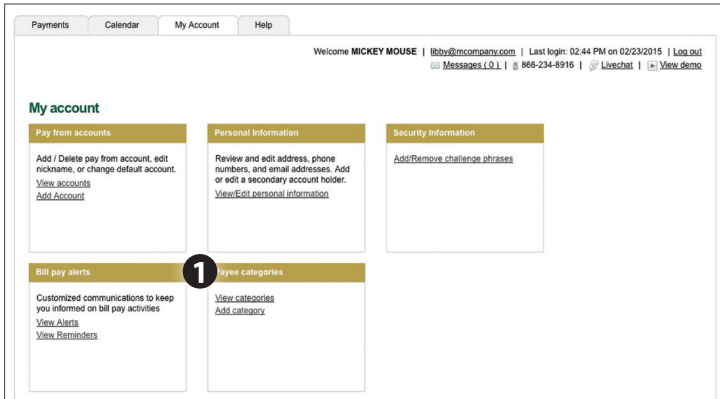 Payments Calendar My Account Help
Welcome MICKEY MOUSE | libby@mcompany.com | Last login: 02:44 PM on 02/23/2015 | Log out
Messages ( 0 ) | 866-234-8916 | Livechat | View demo
My account
Pay from accounts
Add / Delete pay from account, edit
nickname, or change default account.
View accounts
Add Account
Personal Information
Review and edit address, phone
numbers, and email addresses. Add
or edit a secondary account holder.
View/Edit personal information
Security Information
Add/Remove challenge phrases
Bill pay alerts
Customized communications to keep
you informed on bill pay activities
View Alerts
View Reminders
1
Payee categories
View categories
Add category